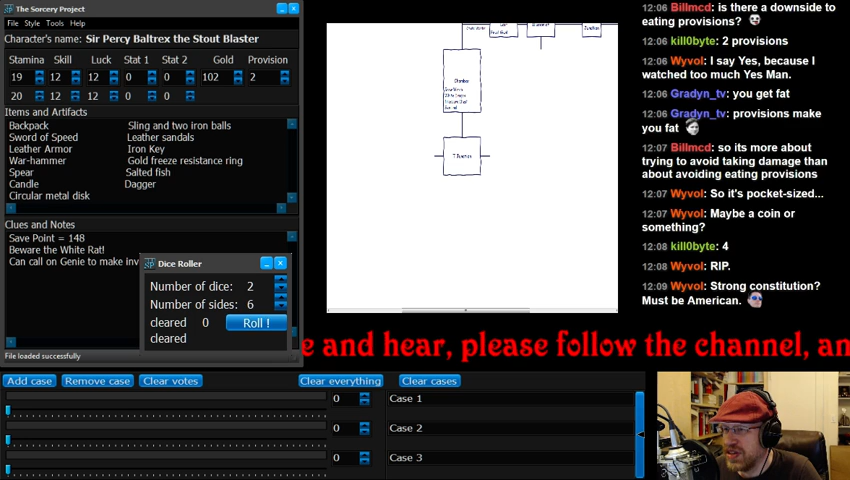 The Sorcery Project
File Style Tools Help
Character's name: Sir Percy Baltrex the Stout Blaster
Stamina Skill Luck Stat 1 Stat 2 Gold Provision
19 12 12 0 0 102 2
20 12 12 0 0
Items and Artifacts
Backpack Sling and two iron balls
Sword of Speed Leather sandals
Leather Armor Iron Key
War-hammer Gold freeze resistance ring
Spear Salted fish
Candle Dagger
Circular metal disk
Clues and Notes
Save Point = 148
Beware the White Rat!
Can call on Genie to make inv
Dice Roller
Number of dice: 2
Number of sides: 6
cleared 0 Roll !
cleared
File loaded successfully
12:06 Billmcd: is there a downside to
eating provisions?
12:06 kill0byte: 2 provisions
12:06 Wyvol: I say Yes, because I
watched too much Yes Man.
12:06 Gradyn_tv: you get fat
12:06 Gradyn_tv: provisions make
you fat
12:07 Billmcd: so its more about
trying to avoid taking damage than
about avoiding eating provisions
12:07 Wyvol: So it's pocket-sized...
12:07 Wyvol: Maybe a coin or
something?
12:08 kill0byte: 4
12:09 Wyvol: RIP.
12:09 Wyvol: Strong constitution?
Must be American.
e and hear, please follow the channel, an
Add case Remove case Clear votes Clear everything Clear cases
0 Case 1
0 Case 2
0 Case 3